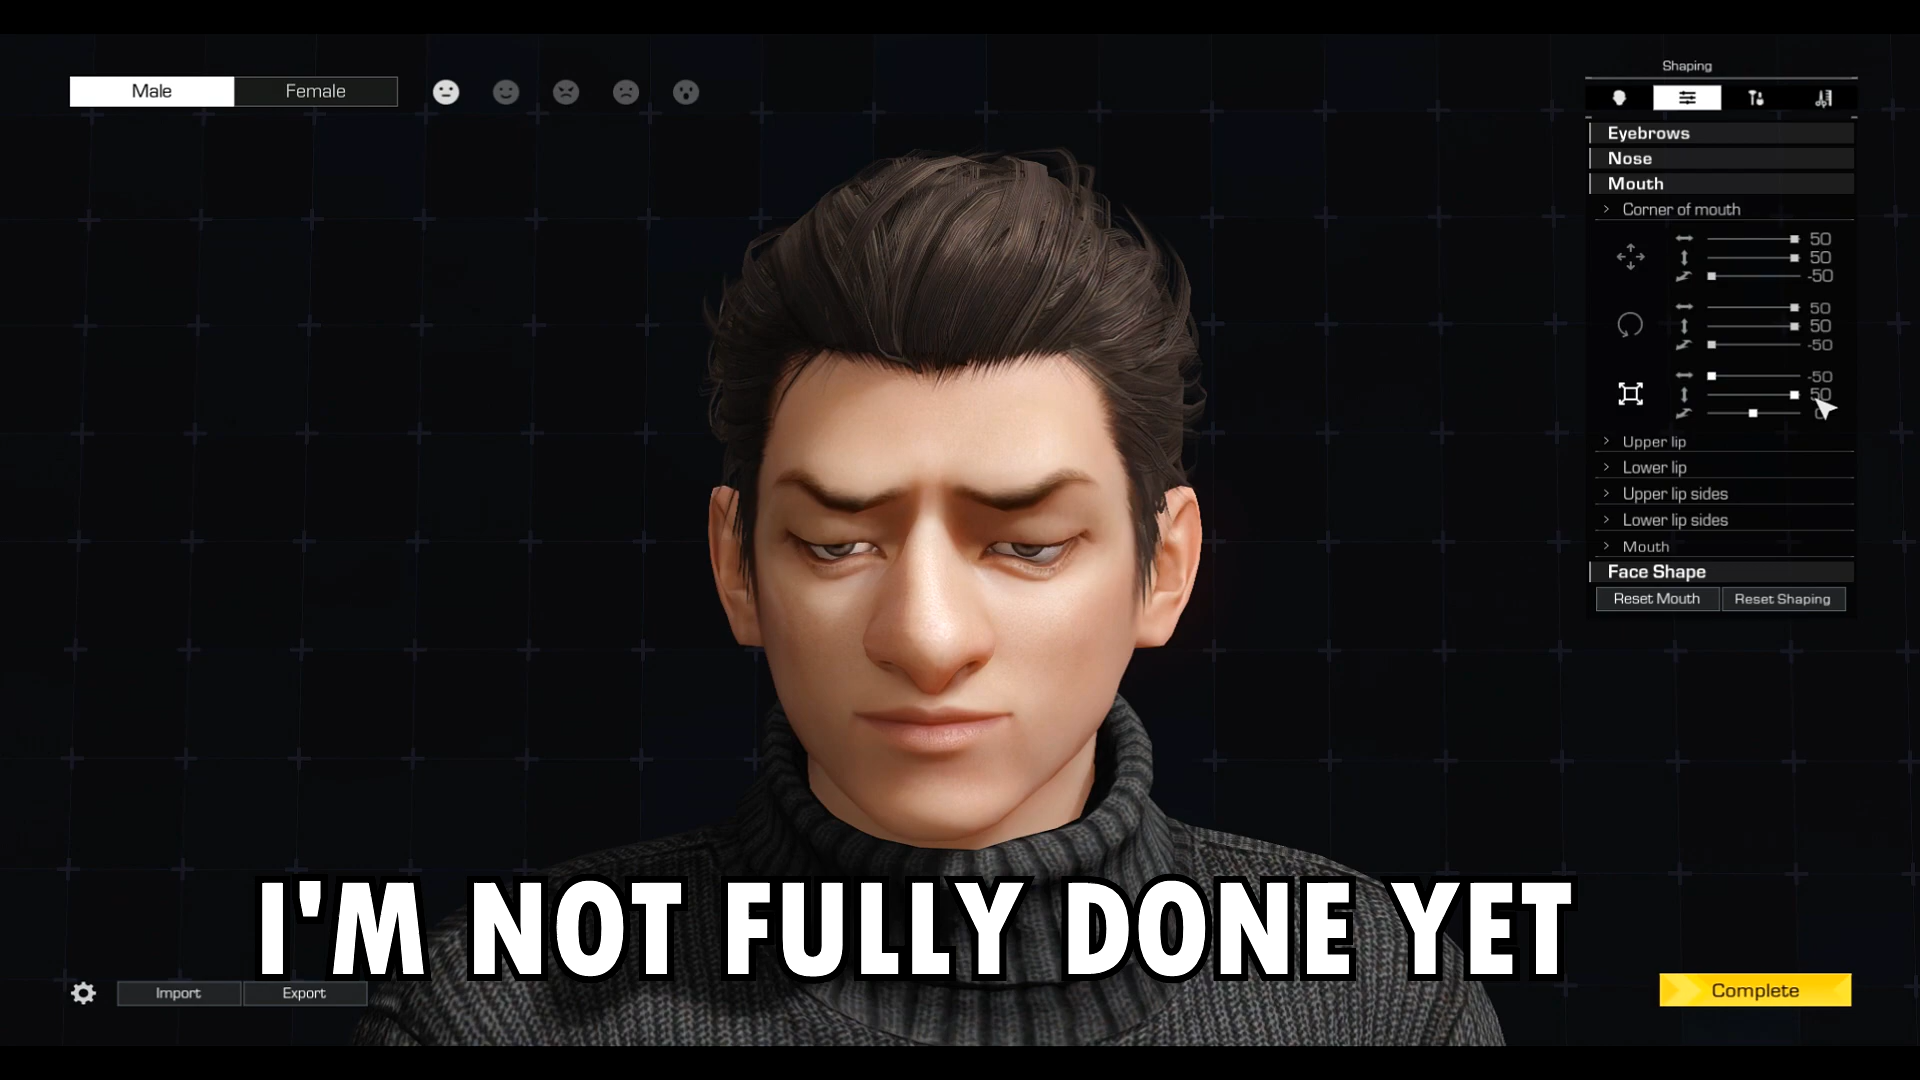 Male
Female
Shaping
Eyebrows
Nose
Mouth
Corner of mouth
50
50
-50
50
50
-50
-50
50
0
Upper lip
Lower lip
Upper lip sides
Lower lip sides
Mouth
Face Shape
Reset Mouth
Reset Shaping
I'M NOT FULLY DONE YET
Import
Export
Complete